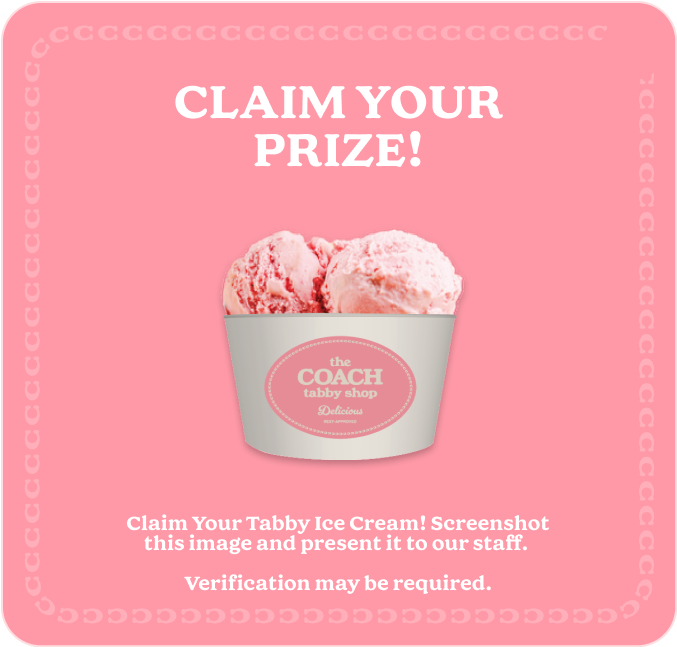 CLAIM YOUR
PRIZE!
the
COACH
tabby shop
Delicious
Claim Your Tabby Ice Cream! Screenshot
this image and present it to our staff.
Verification may be required.